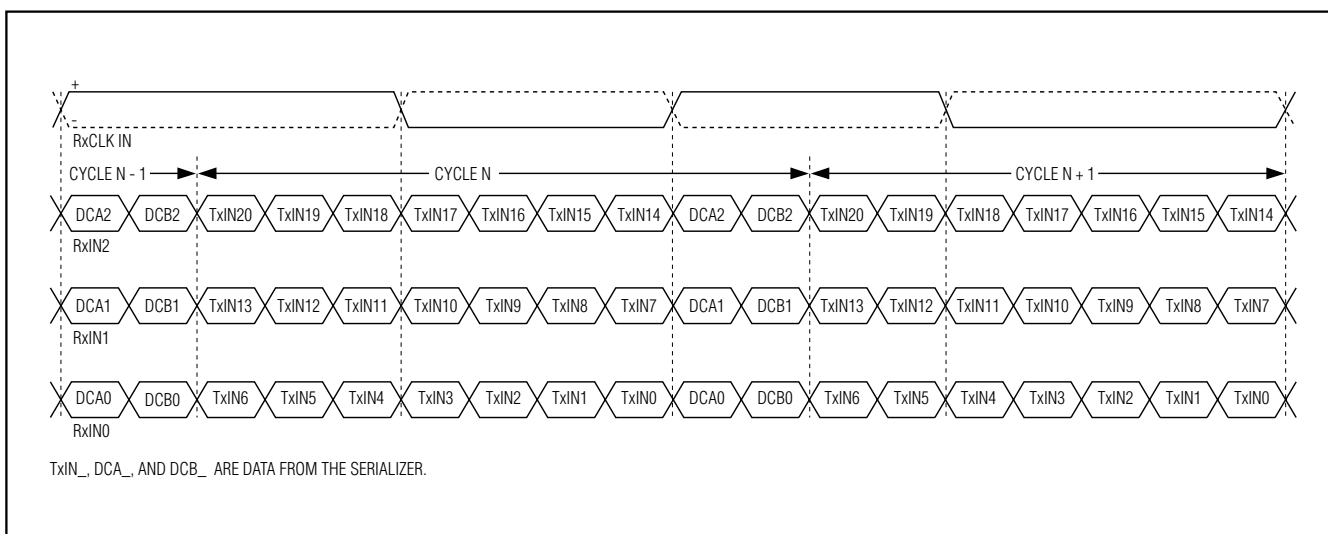 +
-
RxCLK IN
CYCLE N - 1 CYCLE N CYCLE N + 1
DCA2 DCB2 TxIN20 TxIN19 TxIN18 TxIN17 TxIN16 TxIN15 TxIN14 DCA2 DCB2 TxIN20 TxIN19 TxIN18 TxIN17 TxIN16 TxIN15 TxIN14
RxIN2
DCA1 DCB1 TxIN13 TxIN12 TxIN11 TxIN10 TxIN9 TxIN8 TxIN7 DCA1 DCB1 TxIN13 TxIN12 TxIN11 TxIN10 TxIN9 TxIN8 TxIN7
RxIN1
DCA0 DCB0 TxIN6 TxIN5 TxIN4 TxIN3 TxIN2 TxIN1 TxIN0 DCA0 DCB0 TxIN6 TxIN5 TxIN4 TxIN3 TxIN2 TxIN1 TxIN0
RxIN0
TxIN_, DCA_, AND DCB_ ARE DATA FROM THE SERIALIZER.